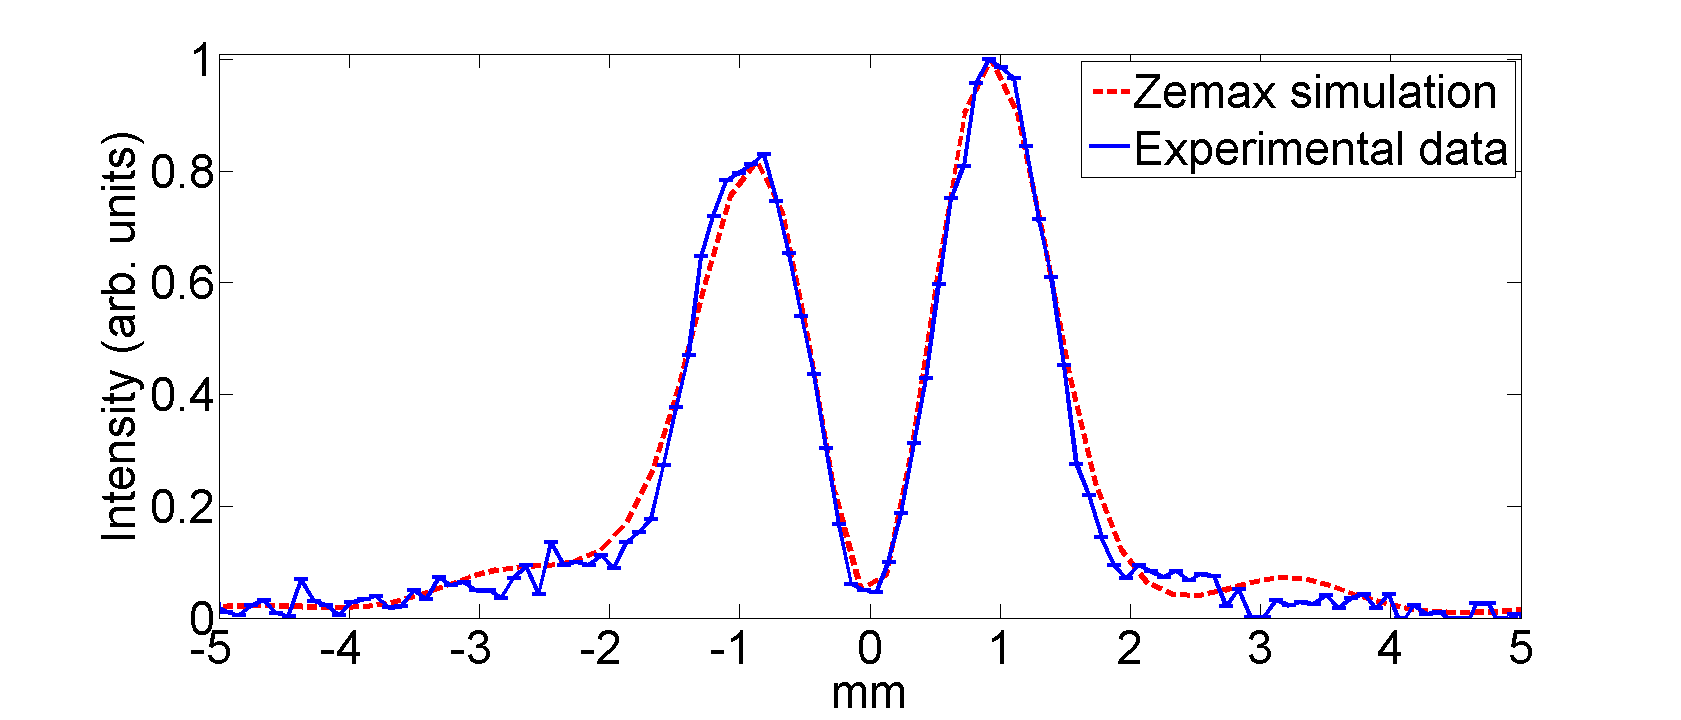 Intensity (arb. units)
1
0.8
0.6
0.4
0.2
0
Zemax simulation
Experimental data
-5 -4 -3 -2 -1 0 1 2 3 4 5
mm